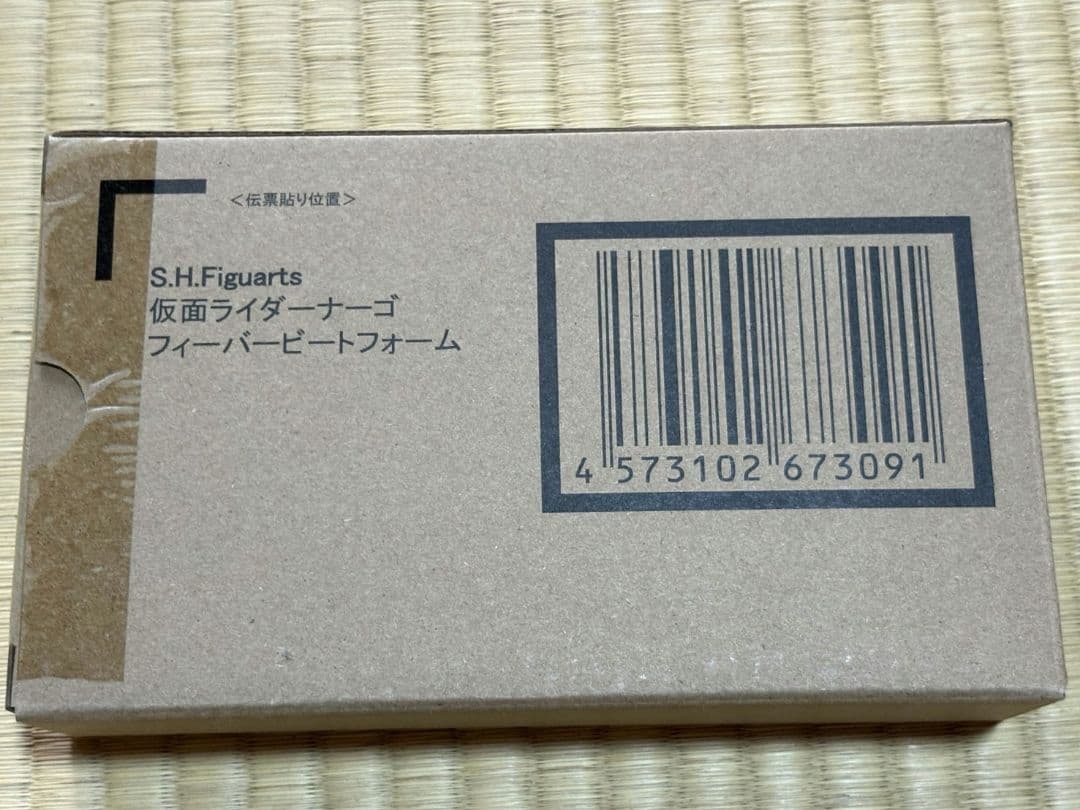 ＜伝票貼り位置＞
S.H.Figuarts
仮面ライダーナーゴ
フィーバービートフォーム
4 573102 673091